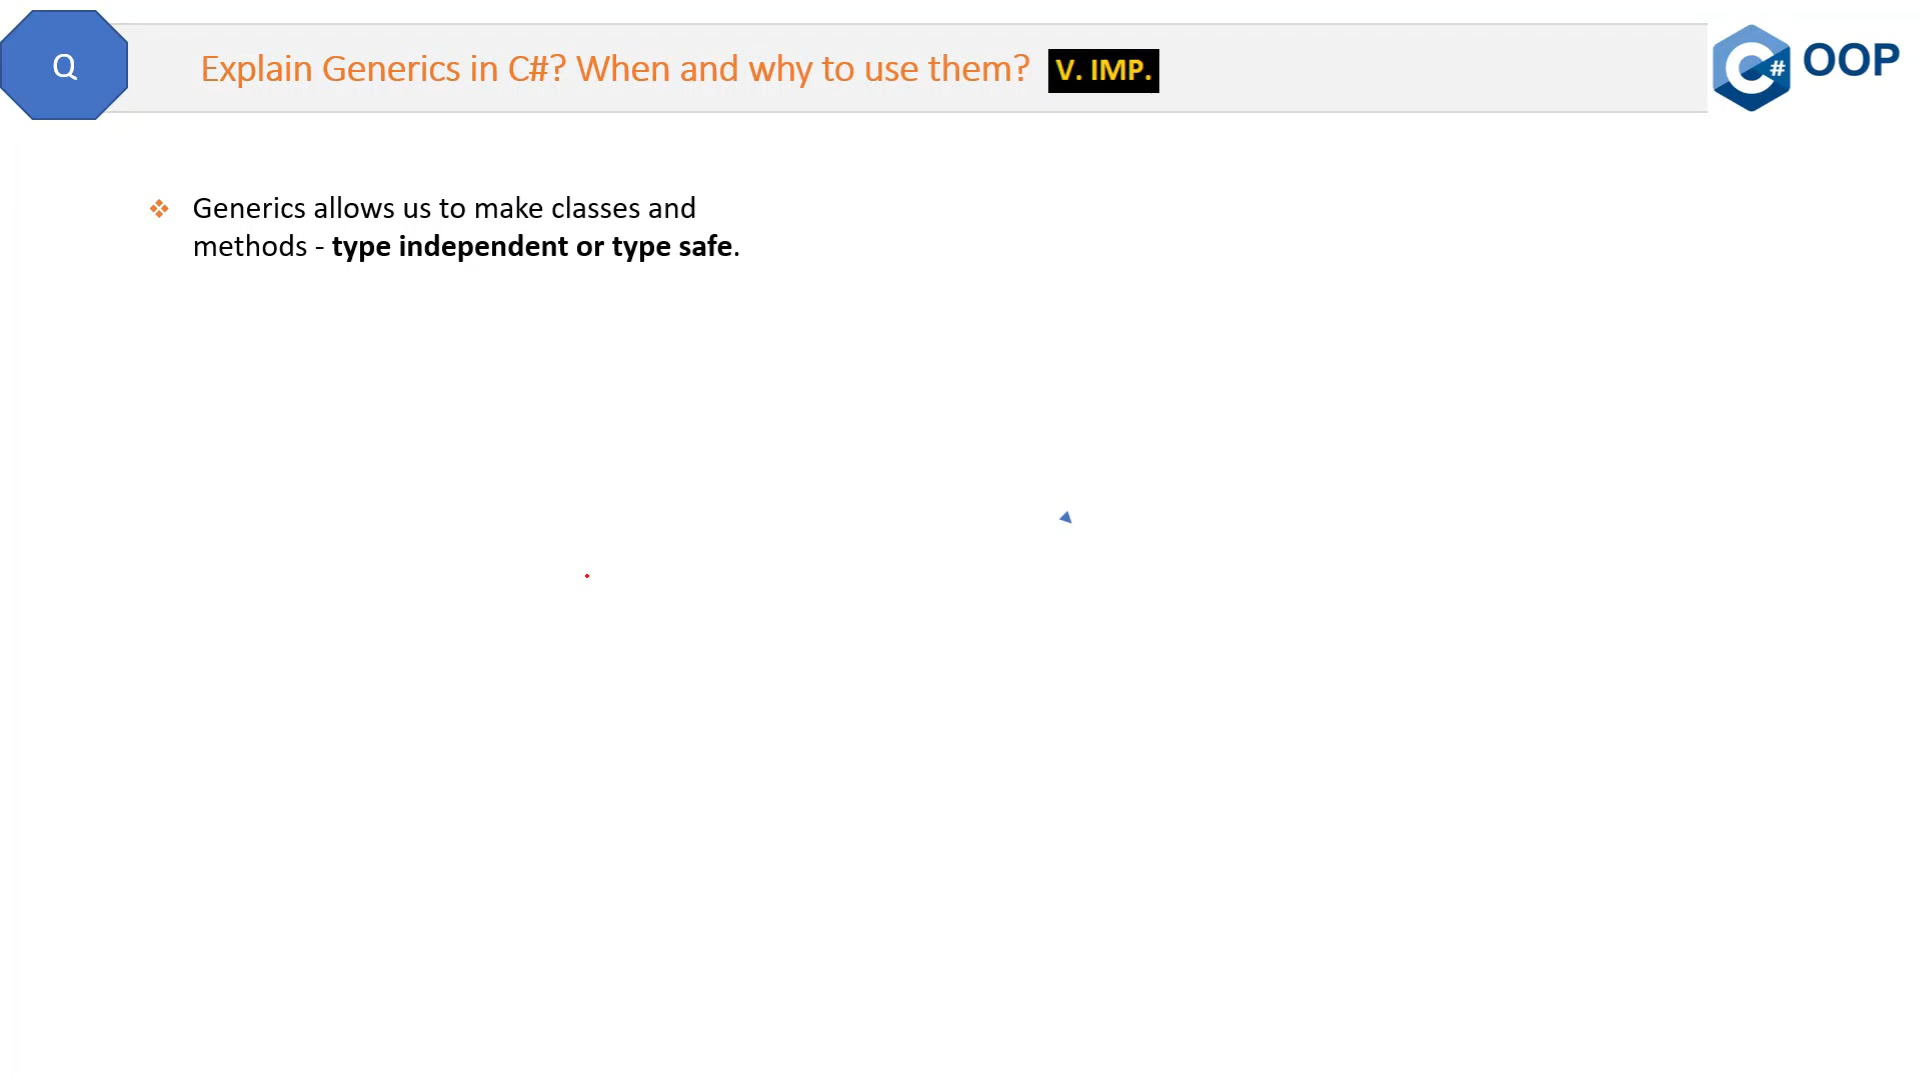 Q
Explain Generics in C#? When and why to use them?
V. IMP.
C#
OOP
❖ Generics allows us to make classes and
methods - type independent or type safe.